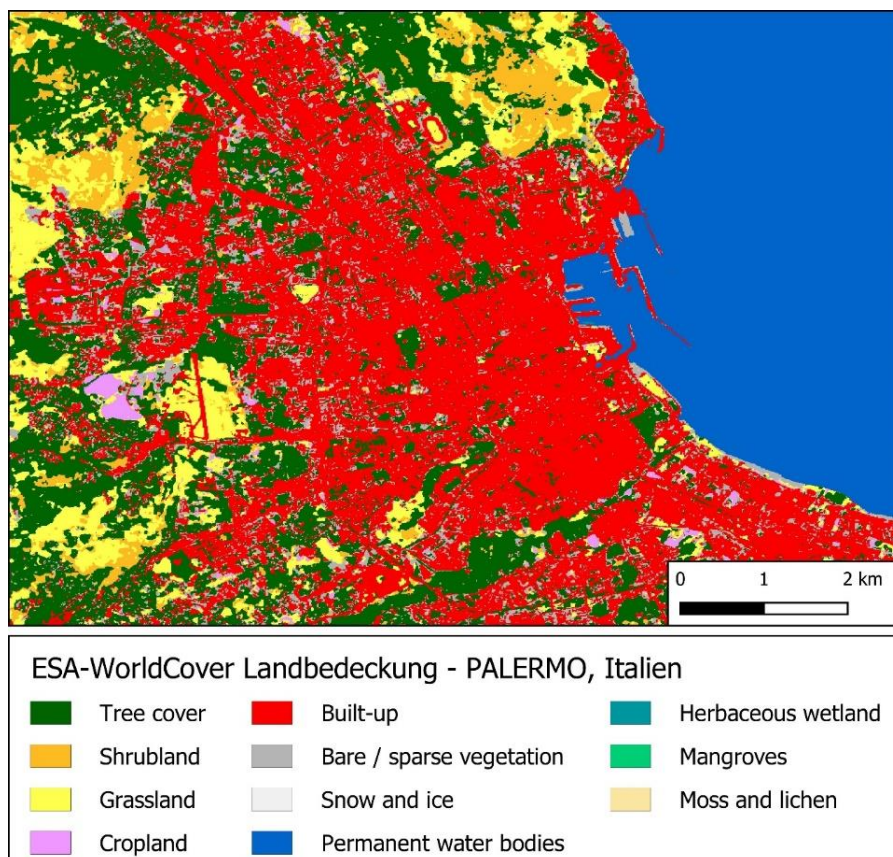 0 1 2 km
ESA-WorldCover Landbedeckung - PALERMO, Italien
Tree cover
Built-up
Herbaceous wetland
Shrubland
Bare / sparse vegetation
Mangroves
Grassland
Snow and ice
Moss and lichen
Cropland
Permanent water bodies